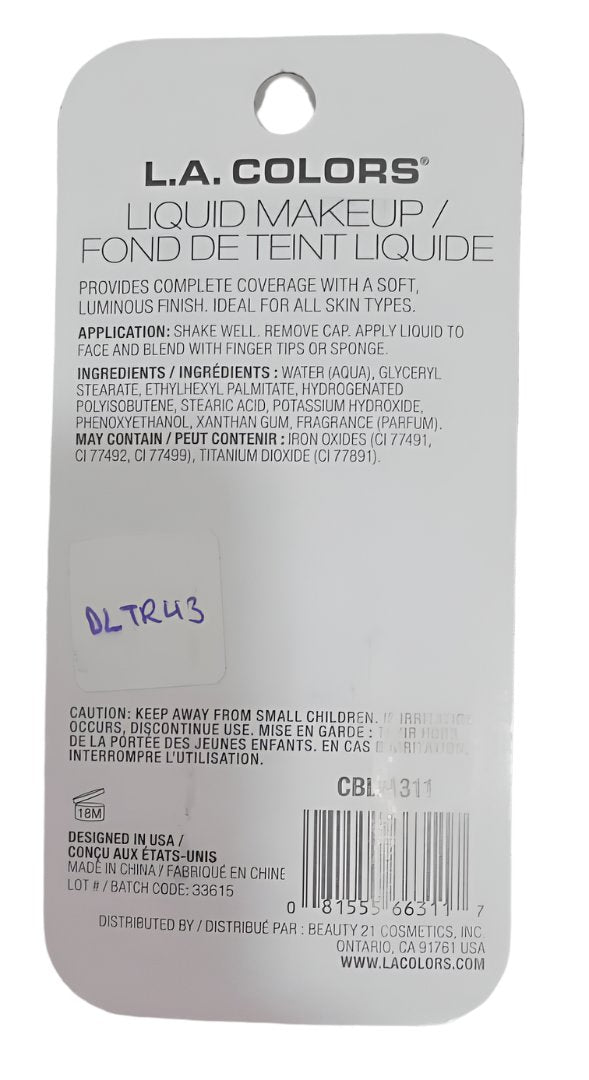 L.A. COLORS®
LIQUID MAKEUP /
FOND DE TEINT LIQUIDE
PROVIDES COMPLETE COVERAGE WITH A SOFT,
LUMINOUS FINISH. IDEAL FOR ALL SKIN TYPES.
APPLICATION: SHAKE WELL. REMOVE CAP. APPLY LIQUID TO
FACE AND BLEND WITH FINGER TIPS OR SPONGE.
INGREDIENTS / INGRÉDIENTS : WATER (AQUA), GLYCERYL
STEARATE, ETHYLHEXYL PALMITATE, HYDROGENATED
POLYISOBUTENE, STEARIC ACID, POTASSIUM HYDROXIDE,
PHENOXYETHANOL, XANTHAN GUM, FRAGRANCE (PARFUM).
MAY CONTAIN / PEUT CONTENIR : IRON OXIDES (CI 77491,
CI 77492, CI 77499), TITANIUM DIOXIDE (CI 77891).
DLTR43
CAUTION: KEEP AWAY FROM SMALL CHILDREN. IF IRRITATION
OCCURS, DISCONTINUE USE. MISE EN GARDE : TENIR HORS
DE LA PORTÉE DES JEUNES ENFANTS. EN CAS D'IRRITATION,
INTERROMPRE L'UTILISATION.
18M
DESIGNED IN USA /
CONÇU AUX ÉTATS-UNIS
MADE IN CHINA / FABRIQUÉ EN CHINE
LOT # / BATCH CODE: 33615
0 81555 66311 7
DISTRIBUTED BY / DISTRIBUÉ PAR : BEAUTY 21 COSMETICS, INC.
ONTARIO, CA 91761 USA
WWW.LACOLORS.COM